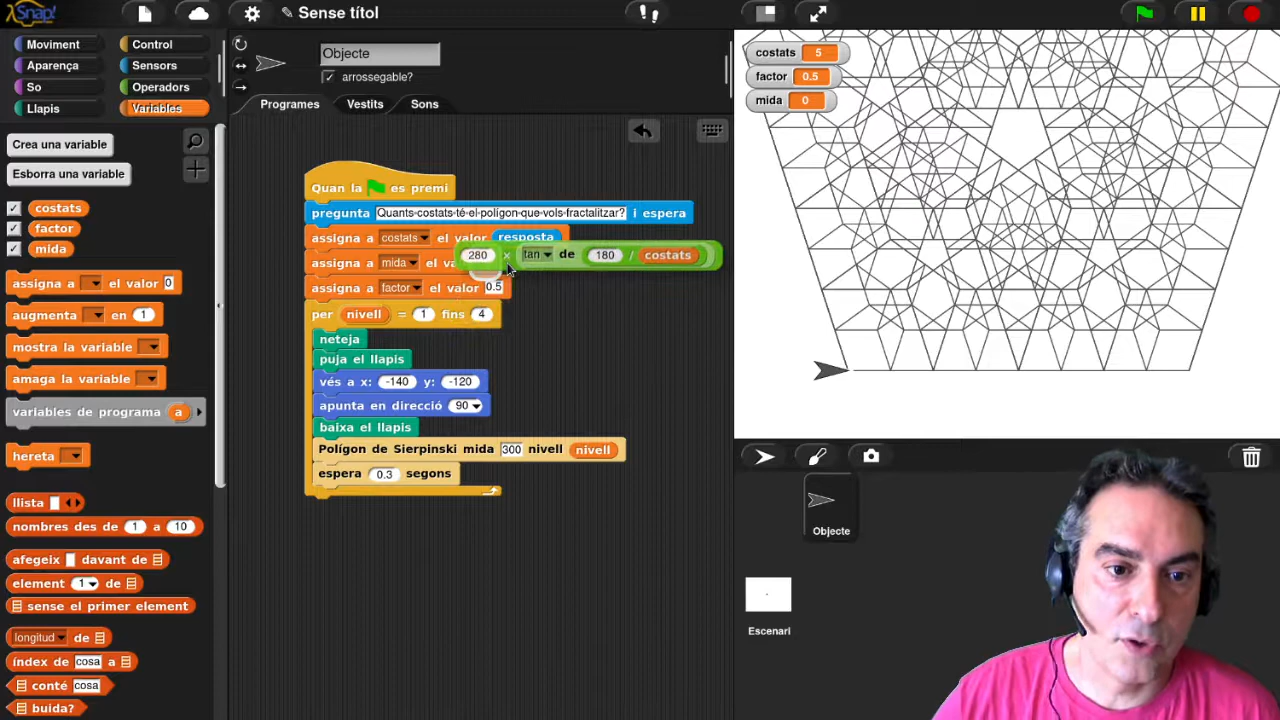 Snap!
Sense títol
Moviment
Control
Aparença
Sensors
So
Operadors
Llapis
Variables
Objecte
arrossegable?
Programes
Vestits
Sons
Crea una variable
Esborra una variable
costats
factor
mida
assigna a el valor 0
augmenta en 1
mostra la variable
amaga la variable
variables de programa a
hereta
llista
nombres des de 1 a 10
afegeix davant de
element 1 de
sense el primer element
longitud de
índex de cosa a
conté cosa
buida?
Quan la es premi
pregunta Quants·costats·té·el·polígon·que·vols·fractalitzar? i espera
assigna a costats el valor resposta
280 × tan de 180 / costats
assigna a mida el va
assigna a factor el valor 0.5
per nivell = 1 fins 4
neteja
puja el llapis
vés a x: -140 y: -120
apunta en direcció 90
baixa el llapis
Polígon de Sierpinski mida 300 nivell nivell
espera 0.3 segons
costats 5
factor 0.5
mida 0
Objecte
Escenari